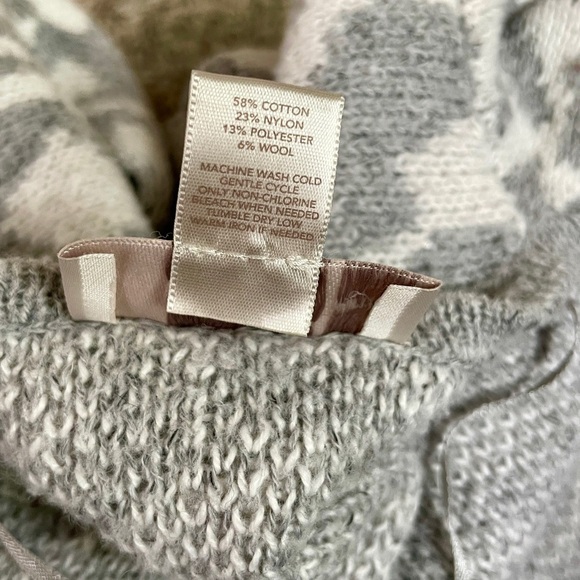 58% COTTON
23% NYLON
13% POLYESTER
6% WOOL
MACHINE WASH COLD
GENTLE CYCLE
ONLY NON-CHLORINE
BLEACH WHEN NEEDED
TUMBLE DRY LOW
WARM IRON IF NEEDED